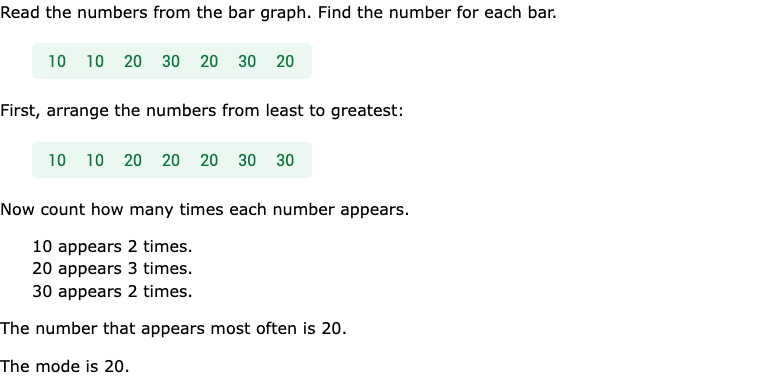 Read the numbers from the bar graph. Find the number for each bar.
10 10 20 30 20 30 20
First, arrange the numbers from least to greatest:
10 10 20 20 20 30 30
Now count how many times each number appears.
10 appears 2 times.
20 appears 3 times.
30 appears 2 times.
The number that appears most often is 20.
The mode is 20.